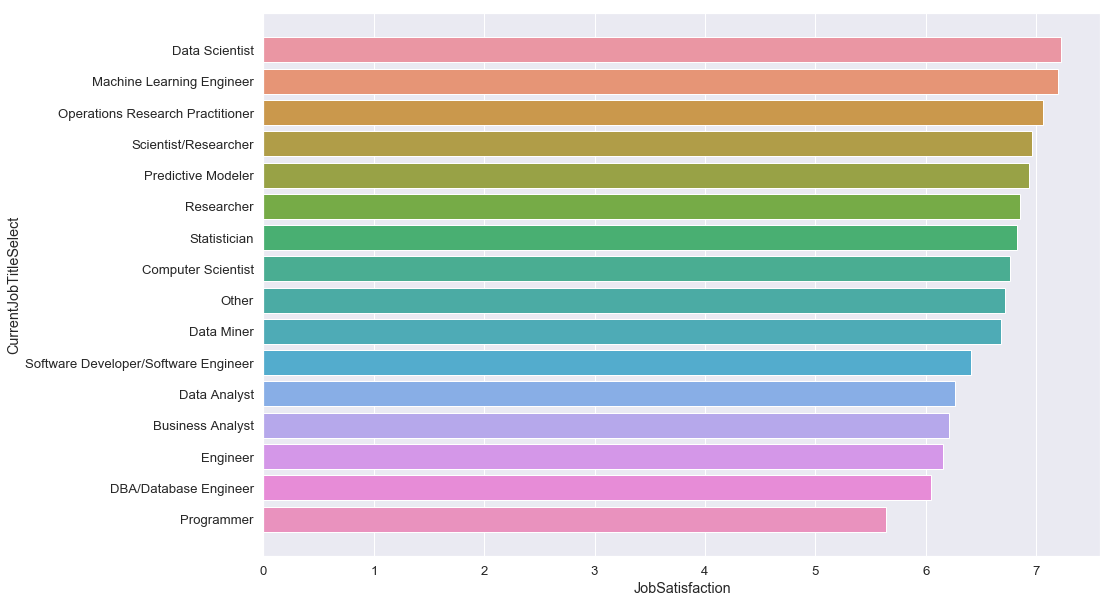 CurrentJobTitleSelect
Data Scientist
Machine Learning Engineer
Operations Research Practitioner
Scientist/Researcher
Predictive Modeler
Researcher
Statistician
Computer Scientist
Other
Data Miner
Software Developer/Software Engineer
Data Analyst
Business Analyst
Engineer
DBA/Database Engineer
Programmer
0 1 2 3 4 5 6 7
JobSatisfaction